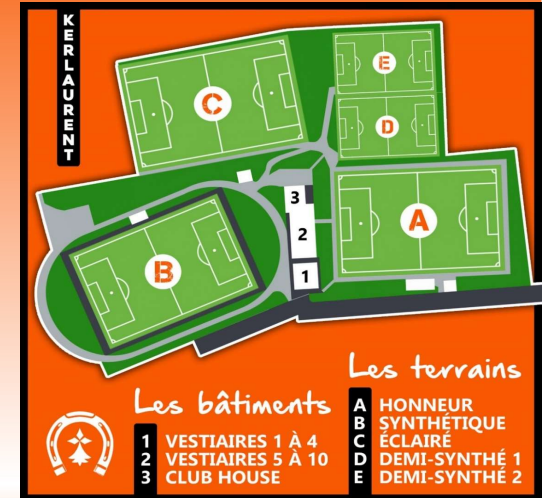 KERLAURENT
C
E
D
A
B
3
2
1
Les bâtiments
1 VESTIAIRES 1 À 4
2 VESTIAIRES 5 À 10
3 CLUB HOUSE
Les terrains
A HONNEUR
B SYNTHÉTIQUE
C ÉCLAIRÉ
D DEMI-SYNTHÉ 1
E DEMI-SYNTHÉ 2